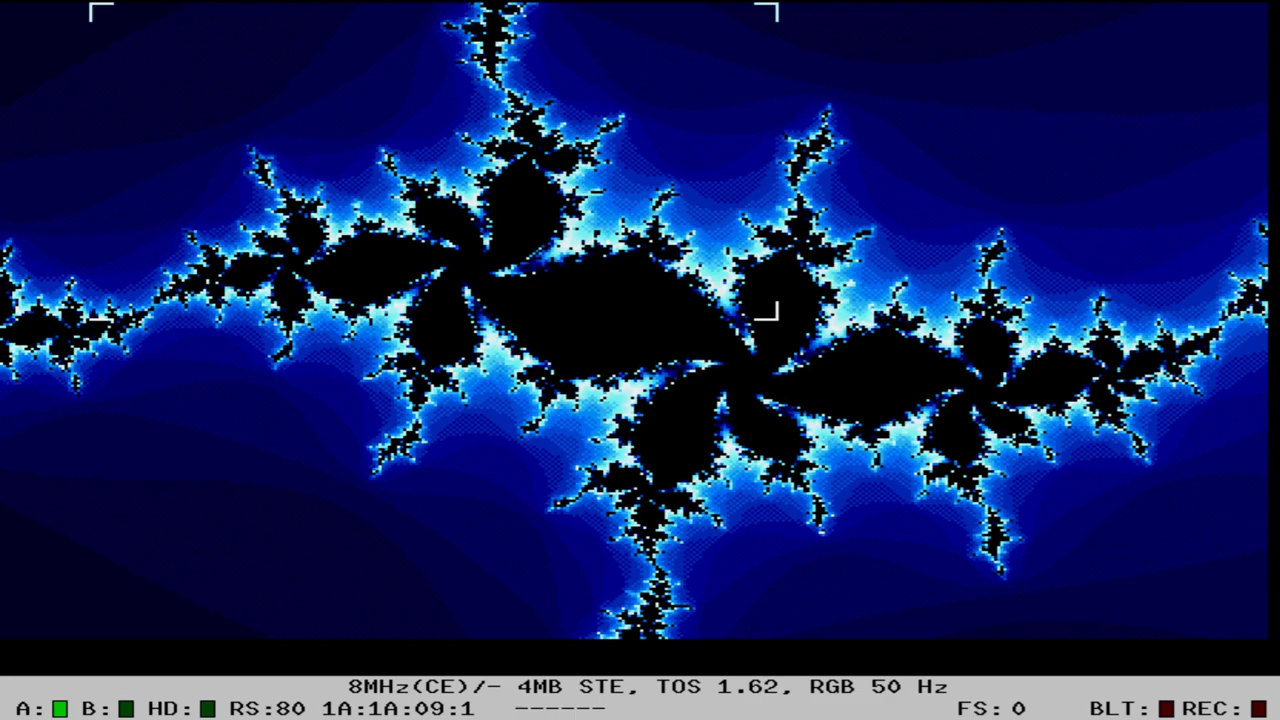 8MHz(CE)/- 4MB STE, TOS 1.62, RGB 50 Hz
A: B: HD: RS:80 1A:1A:09:1 ------ FS: 0 BLT: REC: